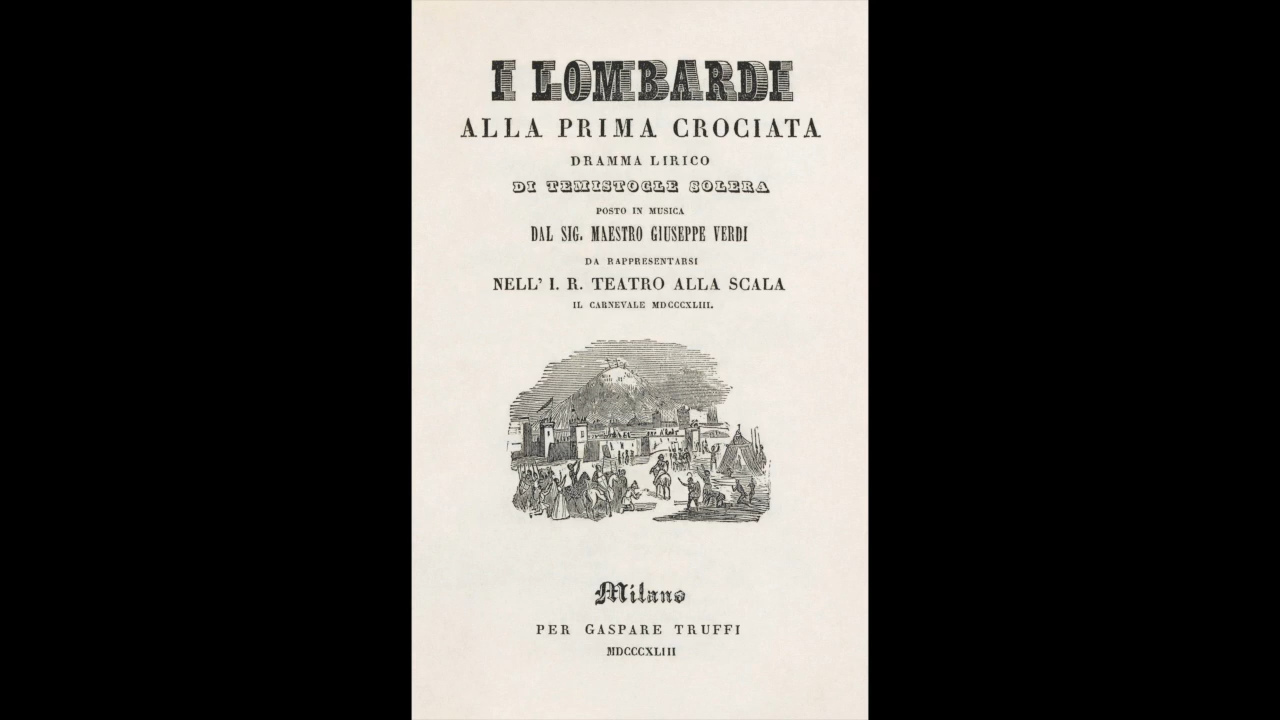 I LOMBARDI
ALLA PRIMA CROCIATA
DRAMMA LIRICO
DI TEMISTOCLE SOLERA
POSTO IN MUSICA
DAL SIG. MAESTRO GIUSEPPE VERDI
DA RAPPRESENTARSI
NELL' I. R. TEATRO ALLA SCALA
IL CARNEVALE MDCCCXLIII.
Milano
PER GASPARE TRUFFI
MDCCCXLIII